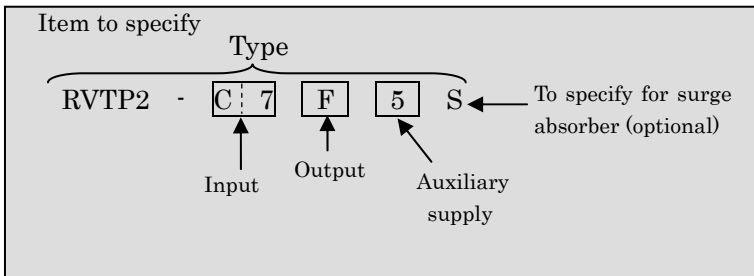 Item to specify
Type
RVTP2 - C 7 F 5 S
To specify for surge
absorber (optional)
Input
Output
Auxiliary
supply